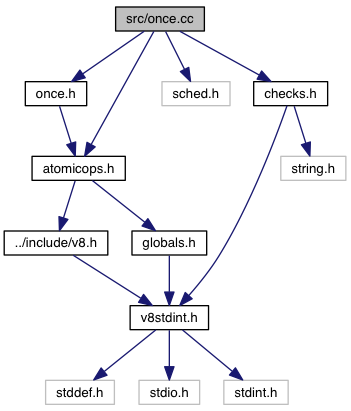 src/once.cc
once.h
sched.h
checks.h
atomicops.h
string.h
../include/v8.h
globals.h
v8stdint.h
stddef.h
stdio.h
stdint.h